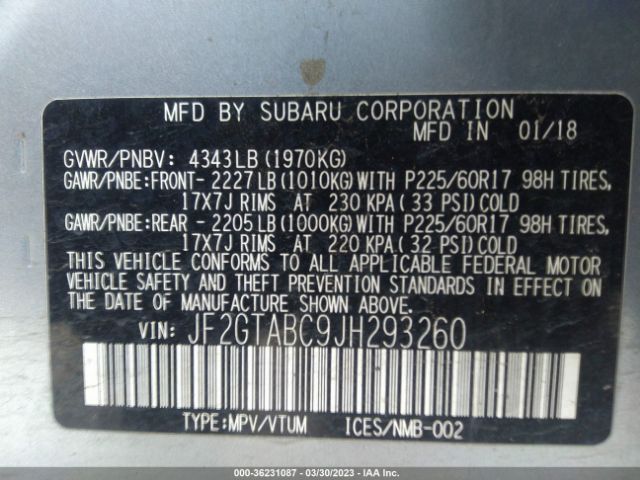 MFD BY SUBARU CORPORATION
MFD IN 01/18
GVWR/PNBV: 4343LB (1970KG)
GAWR/PNBE:FRONT- 2227LB (1010KG)WITH P225/60R17 98H TIRES,
17X7J RIMS AT 230 KPA( 33 PSI)COLD
GAWR/PNBE:REAR - 2205LB (1000KG)WITH P225/60R17 98H TIRES,
17X7J RIMS AT 220 KPA( 32 PSI)COLD
THIS VEHICLE CONFORMS TO ALL APPLICABLE FEDERAL MOTOR
VEHICLE SAFETY AND THEFT PREVENTION STANDARDS IN EFFECT ON
THE DATE OF MANUFACTURE SHOWN ABOVE.
VIN: JF2GTABC9JH293260
TYPE:MPV/VTUM ICES/NMB-002
000-36231087 - 03/30/2023 - IAA Inc.